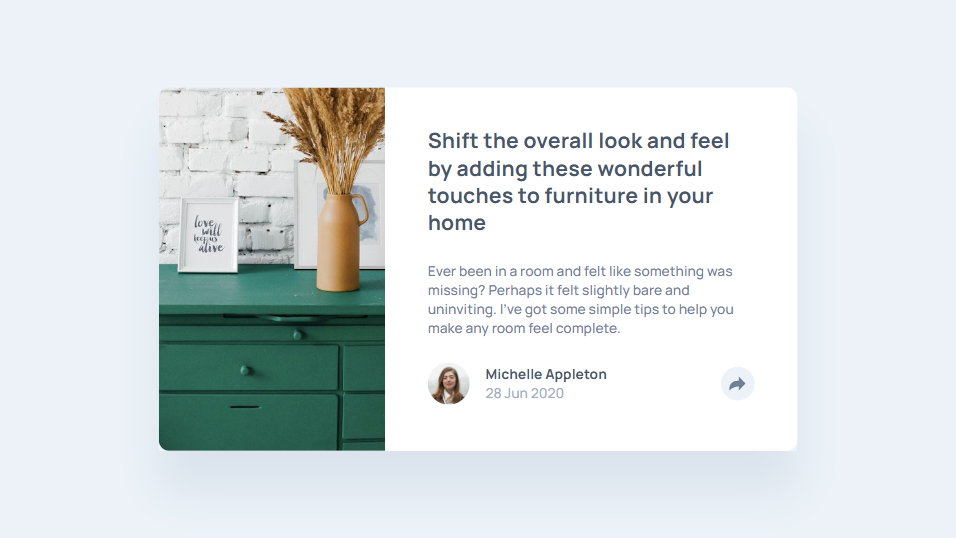 love
will
keep us
alive
Shift the overall look and feel
by adding these wonderful
touches to furniture in your
home
Ever been in a room and felt like something was
missing? Perhaps it felt slightly bare and
uninviting. I've got some simple tips to help you
make any room feel complete.
Michelle Appleton
28 Jun 2020